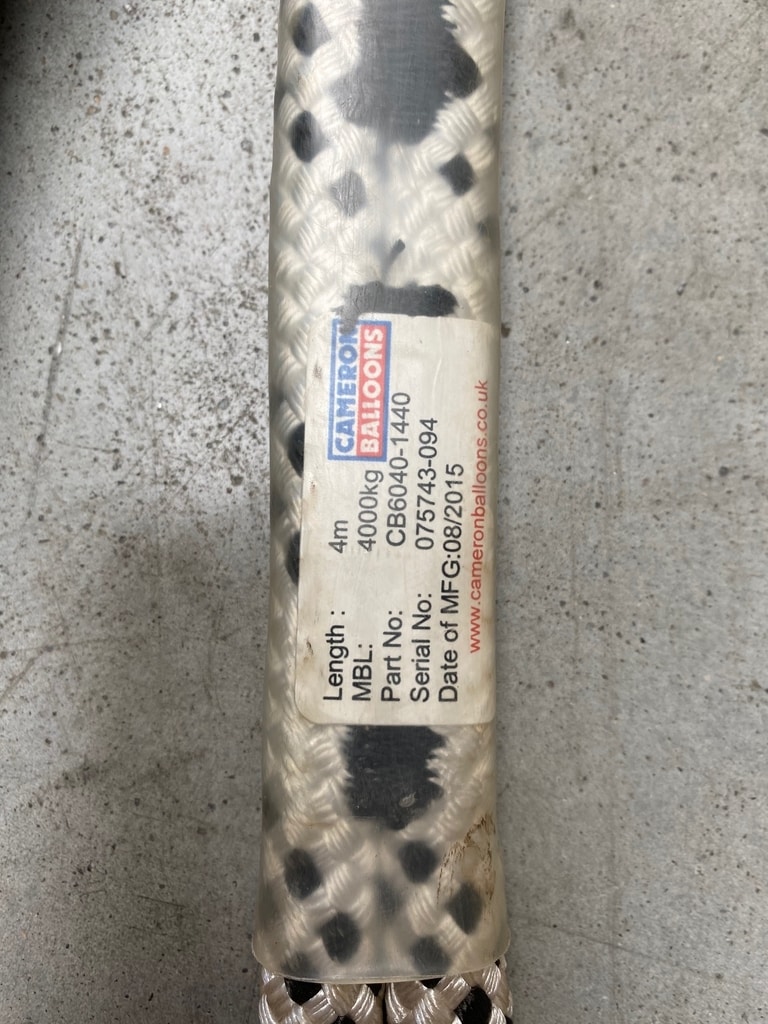 CAMERON
BALLOONS
Length : 4m
MBL: 4000kg
Part No: CB6040-1440
Serial No: 075743-094
Date of MFG:08/2015
www.cameronballoons.co.uk